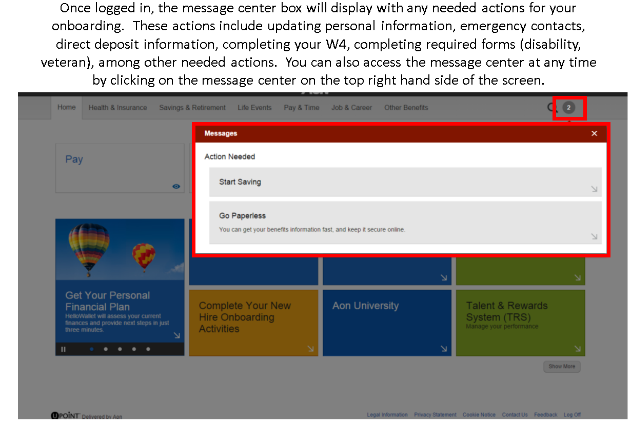 Once logged in, the message center box will display with any needed actions for your
onboarding. These actions include updating personal information, emergency contacts,
direct deposit information, completing your W4, completing required forms (disability,
veteran), among other needed actions. You can also access the message center at any time
by clicking on the message center on the top right hand side of the screen.
Home Health & Insurance Savings & Retirement Life Events Pay & Time Job & Career Other Benefits 2
Messages ×
Action Needed
Start Saving
Go Paperless
You can get your benefits information fast, and keep it secure online.
Pay
Get Your Personal
Financial Plan
HelloWallet will assess your current
finances and provide next steps in just
three minutes.
Complete Your New
Hire Onboarding
Activities
Aon University
Talent & Rewards
System (TRS)
Manage your performance
Show More
UPOINT Delivered by Aon
Legal Information Privacy Statement Cookie Notice Contact Us Feedback Log Off